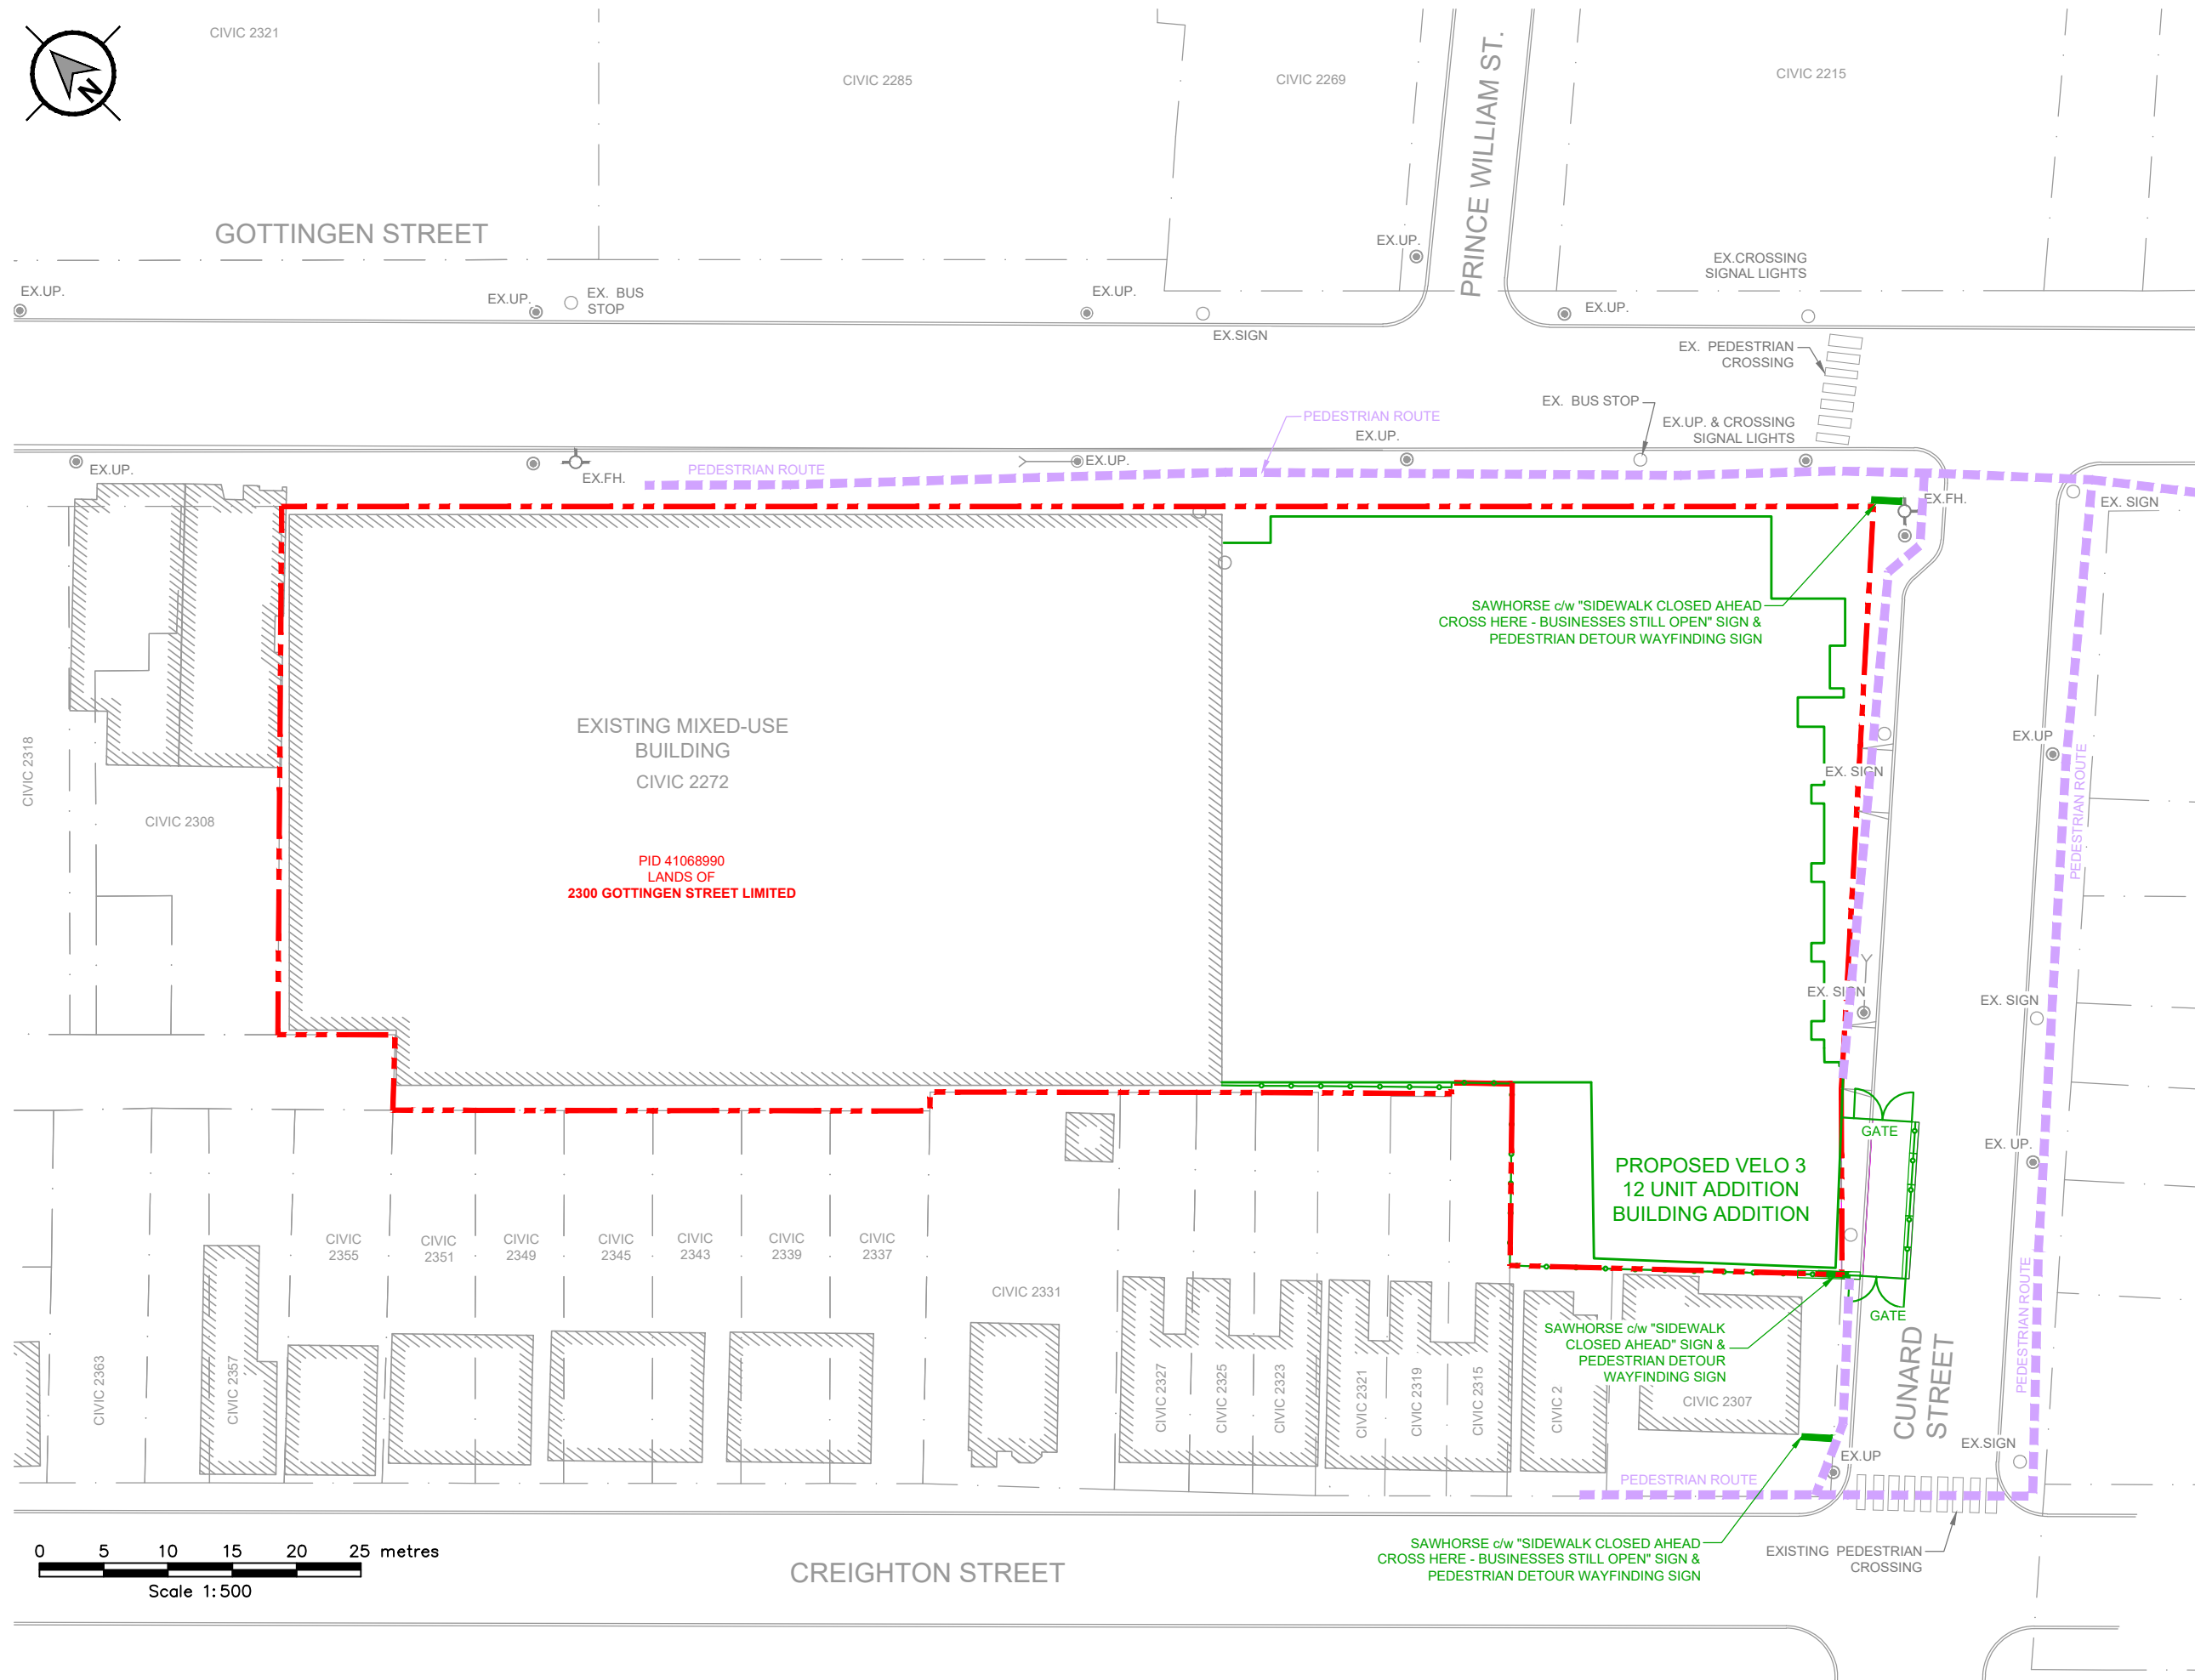 CIVIC 2321
CIVIC 2285
CIVIC 2269
CIVIC 2215
N
PRINCE WILLIAM ST.
GOTTINGEN STREET
EX.UP.
EX.UP.
EX. BUS
STOP
EX.UP.
EX.SIGN
EX.UP.
EX.UP.
EX.CROSSING
SIGNAL LIGHTS
EX. PEDESTRIAN
CROSSING
EX. BUS STOP
EX.UP. & CROSSING
SIGNAL LIGHTS
PEDESTRIAN ROUTE
EX.UP.
EX.UP.
EX.FH.
PEDESTRIAN ROUTE
EX.UP.
EX.FH.
EX. SIGN
SAWHORSE c/w "SIDEWALK CLOSED AHEAD
CROSS HERE - BUSINESSES STILL OPEN" SIGN &
PEDESTRIAN DETOUR WAYFINDING SIGN
EXISTING MIXED-USE
BUILDING
CIVIC 2272
CIVIC 2318
CIVIC 2308
PID 41068990
LANDS OF
2300 GOTTINGEN STREET LIMITED
EX. SIGN
EX.UP
PEDESTRIAN ROUTE
EX. SIGN
EX. SIGN
GATE
EX. UP.
PROPOSED VELO 3
12 UNIT ADDITION
BUILDING ADDITION
CIVIC
2355
CIVIC
2351
CIVIC
2349
CIVIC
2345
CIVIC
2343
CIVIC
2339
CIVIC
2337
CIVIC 2331
GATE
PEDESTRIAN ROUTE
SAWHORSE c/w "SIDEWALK
CLOSED AHEAD" SIGN &
PEDESTRIAN DETOUR
WAYFINDING SIGN
CUNARD
STREET
CIVIC 2363
CIVIC 2357
CIVIC 2327
CIVIC 2325
CIVIC 2323
CIVIC 2321
CIVIC 2319
CIVIC 2315
CIVIC 2
CIVIC 2307
EX.UP
EX.SIGN
PEDESTRIAN ROUTE
0 5 10 15 20 25 metres
Scale 1:500
CREIGHTON STREET
SAWHORSE c/w "SIDEWALK CLOSED AHEAD
CROSS HERE - BUSINESSES STILL OPEN" SIGN &
PEDESTRIAN DETOUR WAYFINDING SIGN
EXISTING PEDESTRIAN
CROSSING